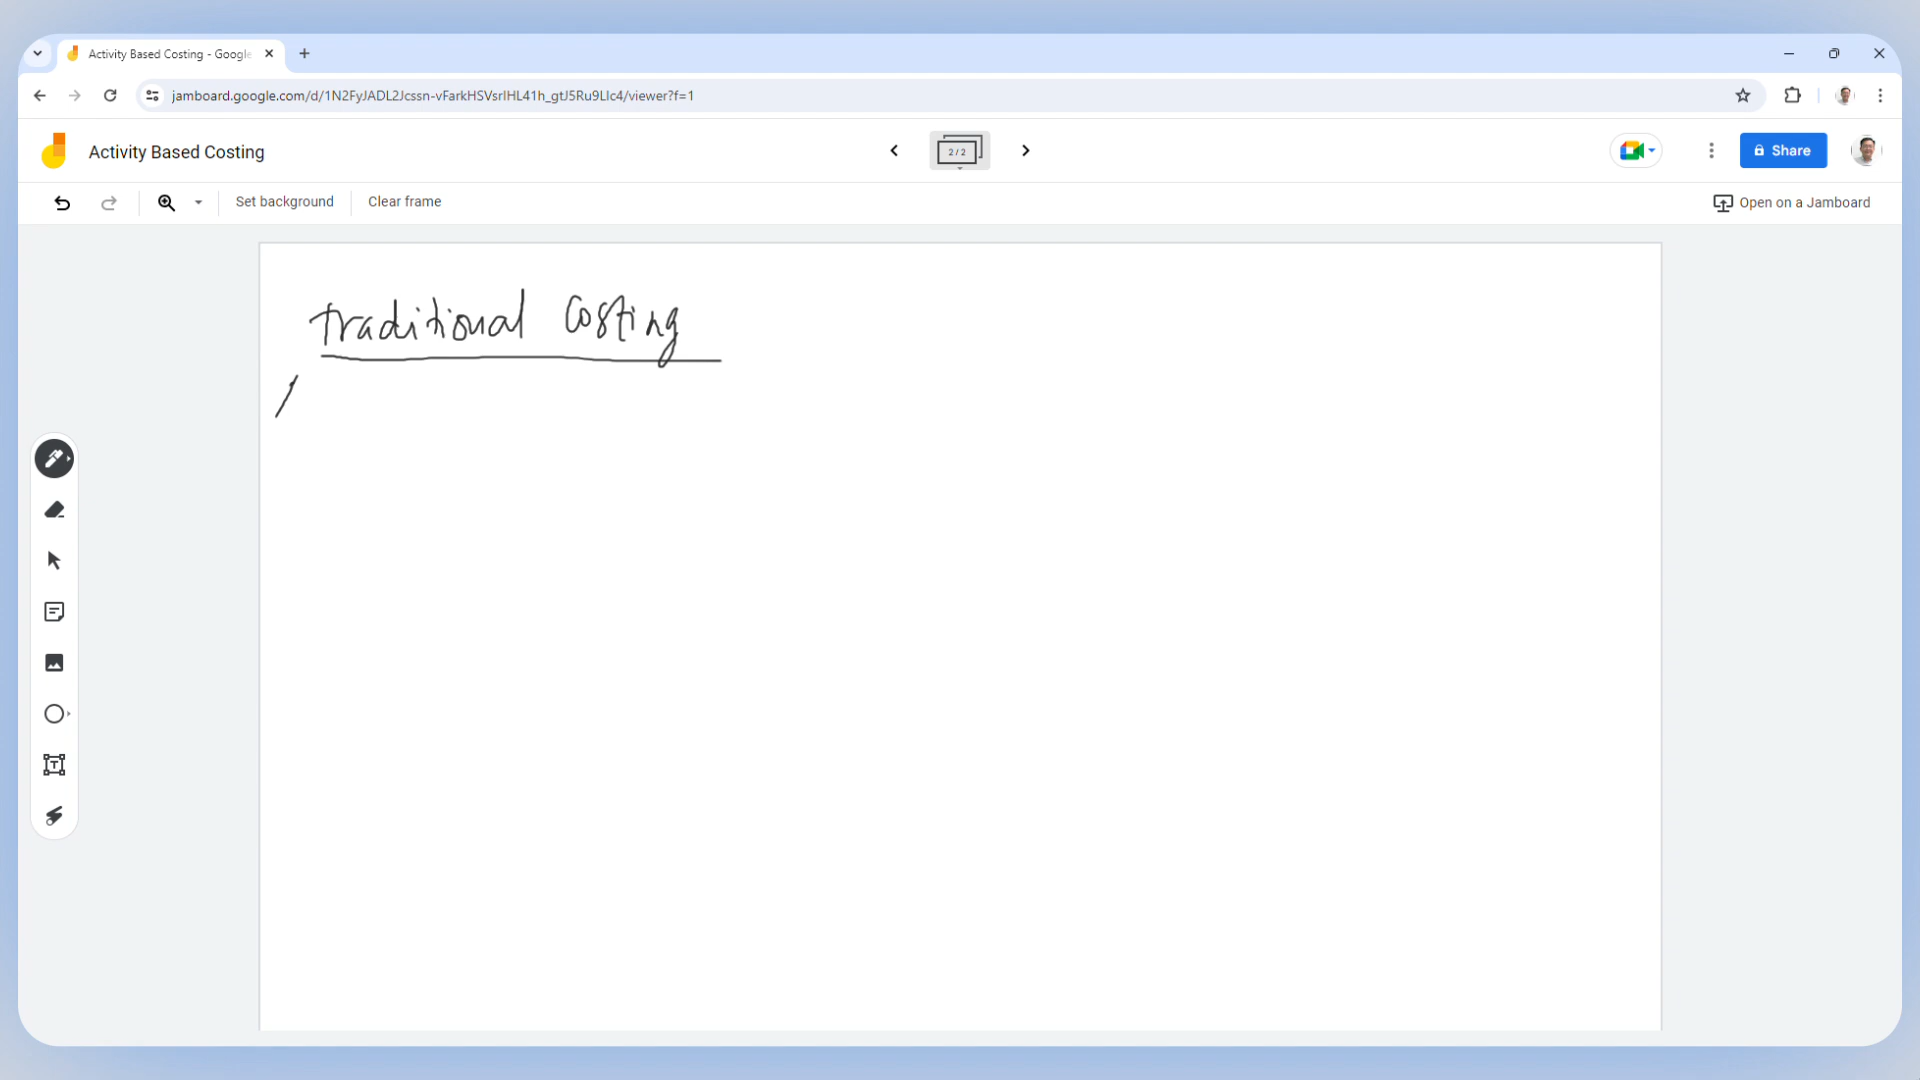 Activity Based Costing - Google
jamboard.google.com/d/1N2FyJADL2Jcssn-vFarkHSVsrIHL41h_gtJ5Ru9LIc4/viewer?f=1
Activity Based Costing
2 / 2
Share
Set background
Clear frame
Open on a Jamboard
Traditional Costing